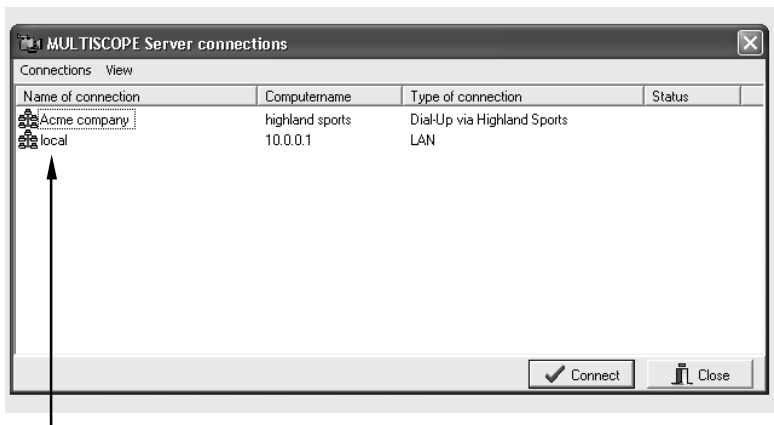 MULTISCOPE Server connections
Connections View
Name of connection Computername Type of connection Status
Acme company highland sports Dial-Up via Highland Sports
local 10.0.0.1 LAN
Connect Close